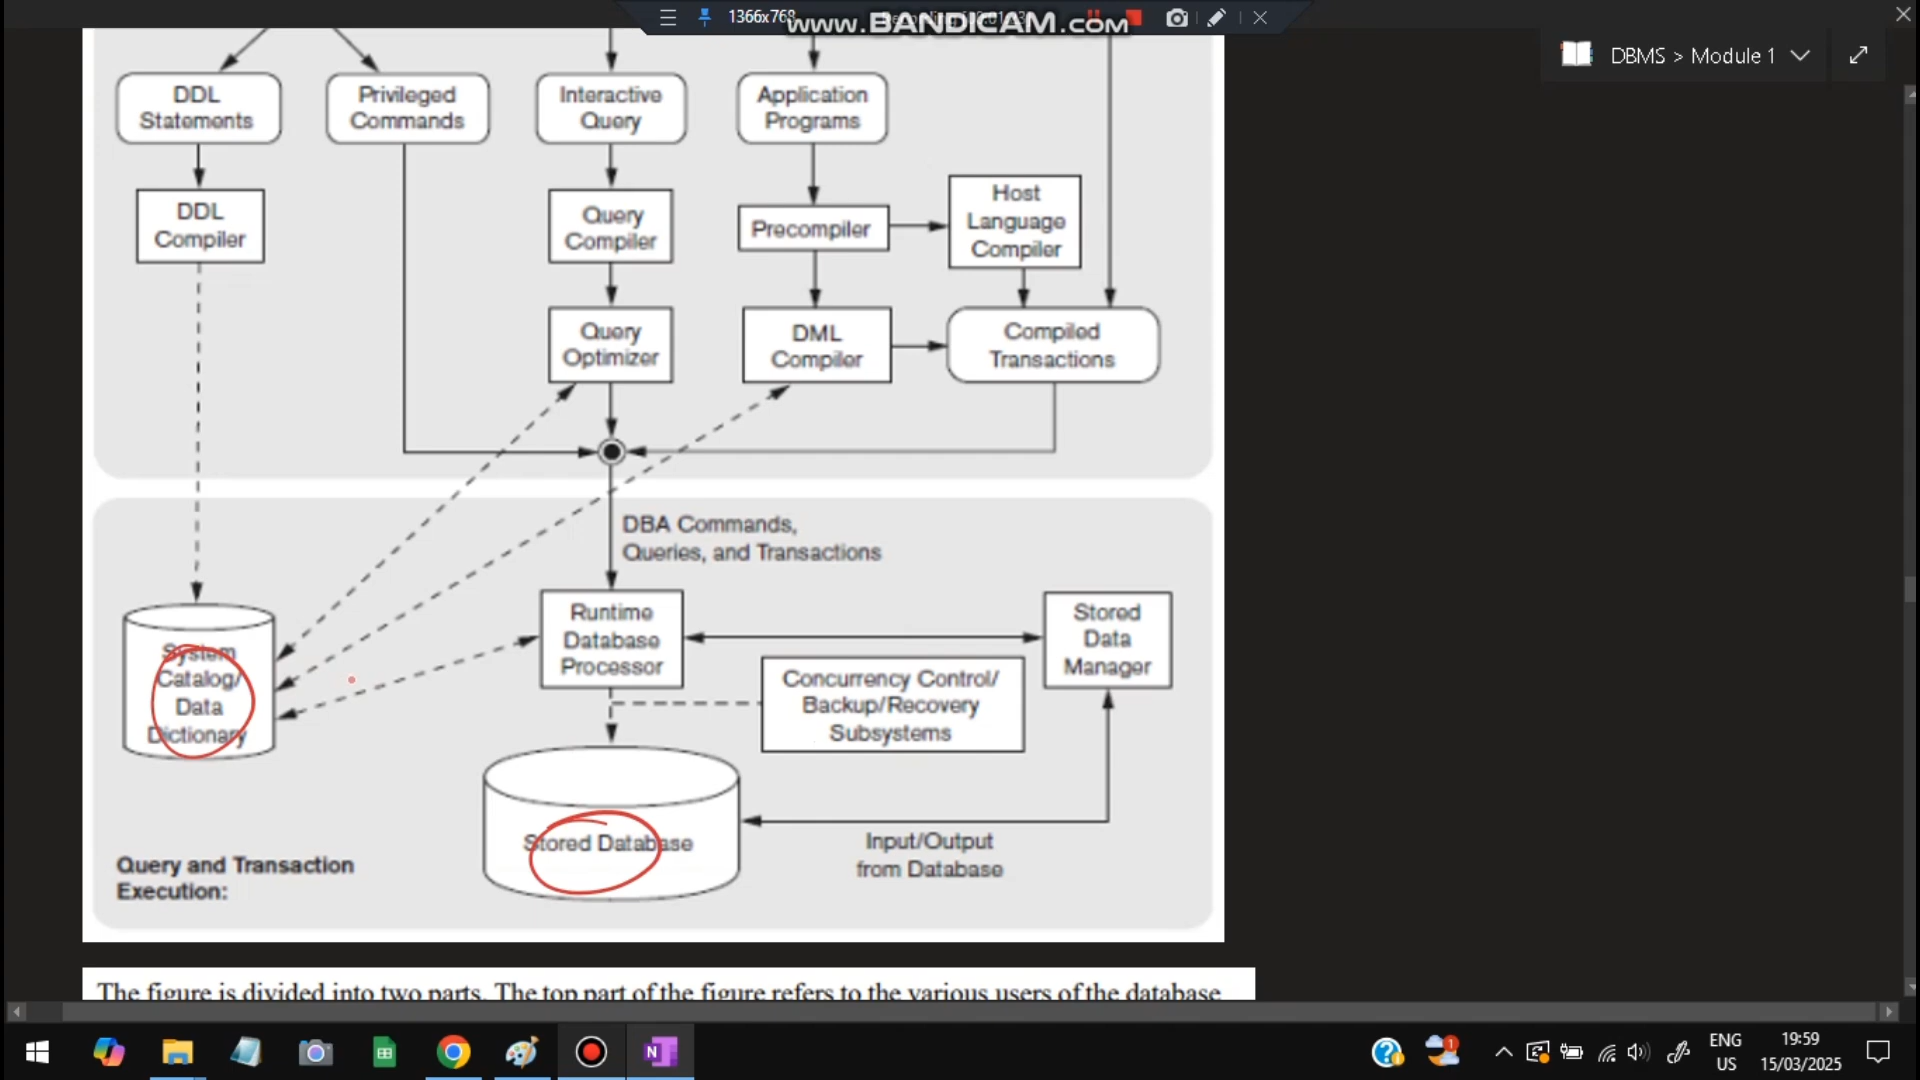 1366x768
www.BANDICAM.com
DBMS > Module 1
DDL
Statements
Privileged
Commands
Interactive
Query
Application
Programs
DDL
Compiler
Query
Compiler
Precompiler
Host
Language
Compiler
Query
Optimizer
DML
Compiler
Compiled
Transactions
DBA Commands,
Queries, and Transactions
System
Catalog/
Data
Dictionary
Runtime
Database
Processor
Stored
Data
Manager
Concurrency Control/
Backup/Recovery
Subsystems
Stored Database
Input/Output
from Database
Query and Transaction
Execution:
The figure is divided into two parts. The top part of the figure refers to the various users of the database
N
1
ENG
US
19:59
15/03/2025